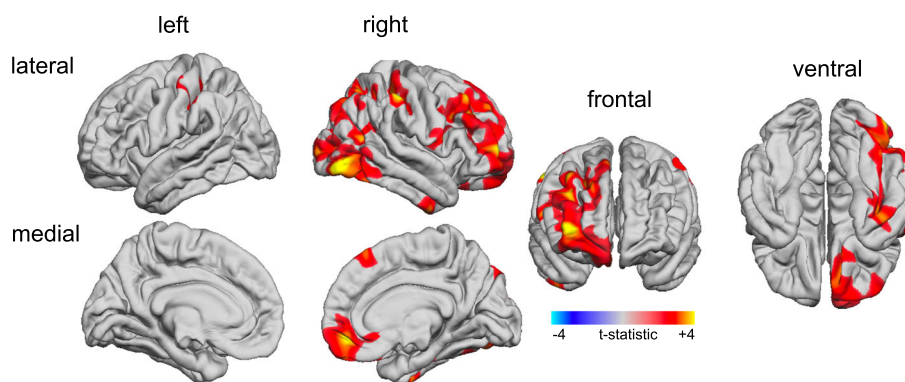 left
right
lateral
ventral
frontal
medial
-4
t-statistic
+4